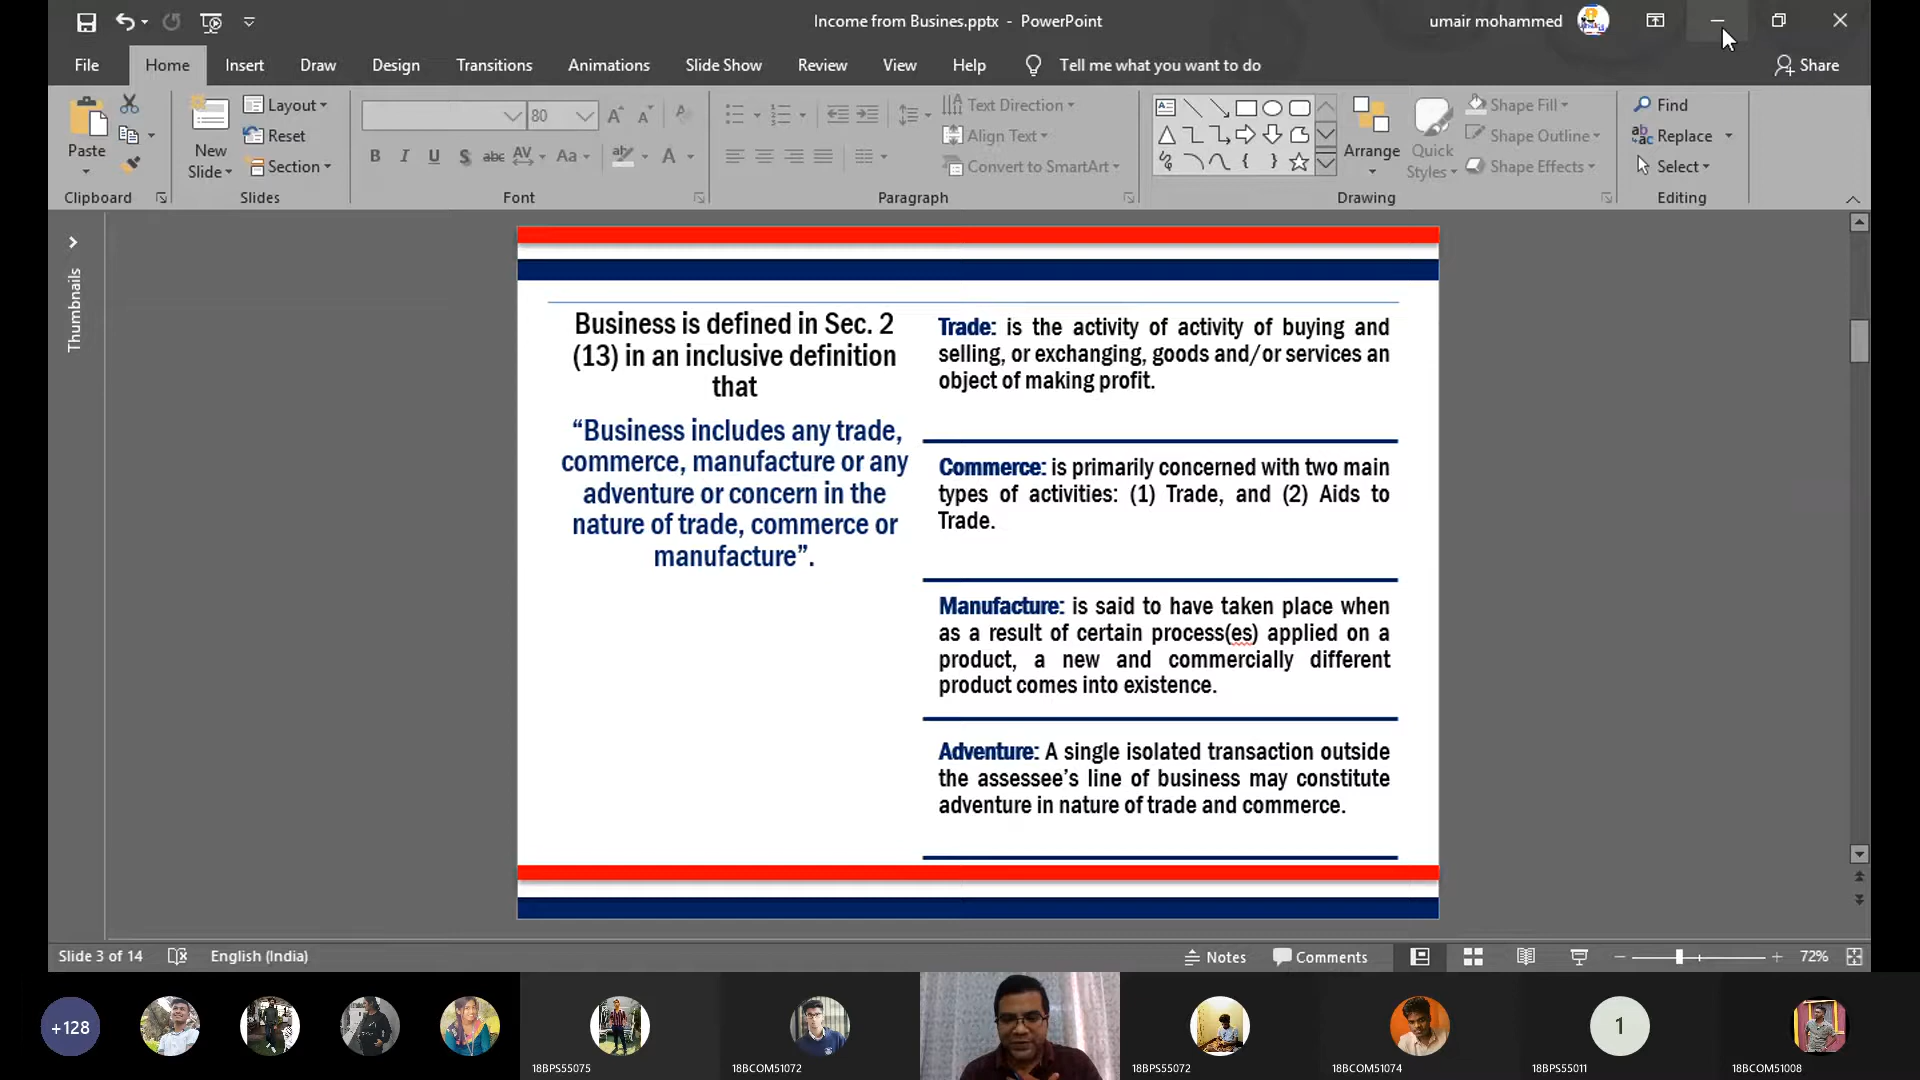 Income from Busines.pptx - PowerPoint
umair mohammed
File Home Insert Draw Design Transitions Animations Slide Show Review View Help Tell me what you want to do Share
Paste
Clipboard
New
Slide
Layout
Reset
Section
Slides
80
B I U S abc AV Aa A
Font
Text Direction
Align Text
Convert to SmartArt
Paragraph
Arrange
Quick
Styles
Shape Fill
Shape Outline
Shape Effects
Drawing
Find
Replace
Select
Editing
Thumbnails
Business is defined in Sec. 2
(13) in an inclusive definition
that
“Business includes any trade,
commerce, manufacture or any
adventure or concern in the
nature of trade, commerce or
manufacture”.
Trade: is the activity of activity of buying and
selling, or exchanging, goods and/or services an
object of making profit.
Commerce: is primarily concerned with two main
types of activities: (1) Trade, and (2) Aids to
Trade.
Manufacture: is said to have taken place when
as a result of certain process(es) applied on a
product, a new and commercially different
product comes into existence.
Adventure: A single isolated transaction outside
the assessee’s line of business may constitute
adventure in nature of trade and commerce.
Slide 3 of 14 English (India) Notes Comments 72%
+128
1
18BPS55075 18BCOM51072 18BPS55072 18BCOM51074 18BPS55011 18BCOM51008